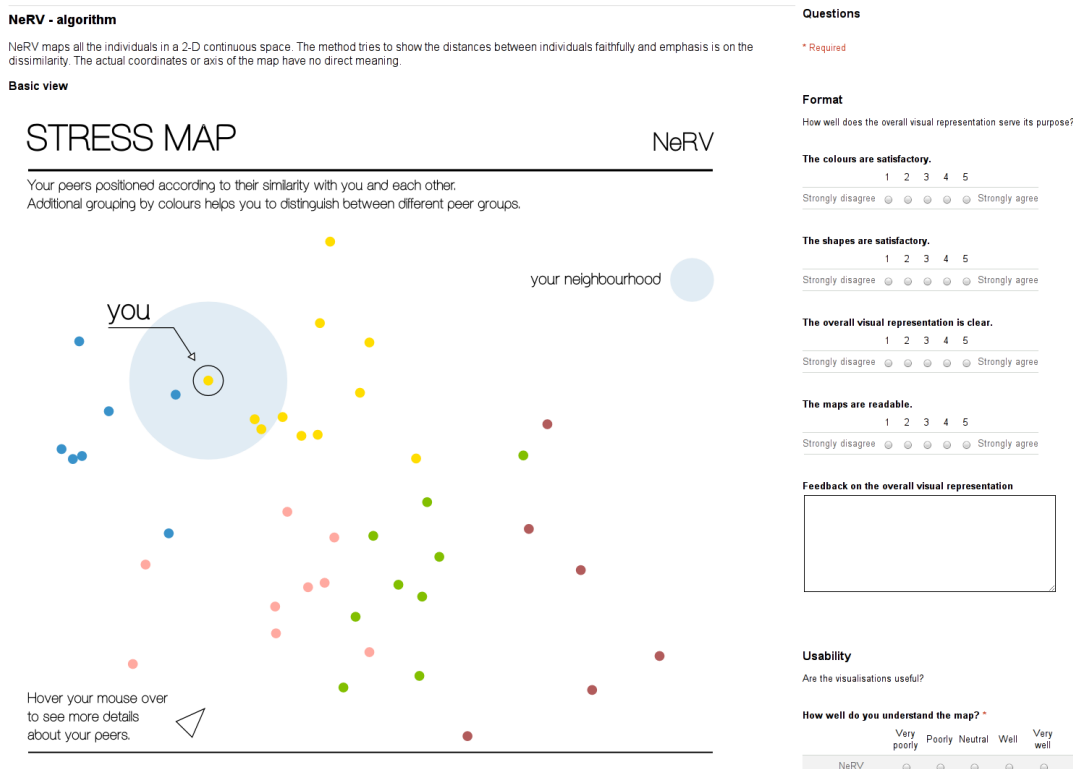 NeRV - algorithm
NeRV maps all the individuals in a 2-D continuous space. The method tries to show the distances between individuals faithfully and emphasis is on the
dissimilarity. The actual coordinates or axis of the map have no direct meaning.
Basic view
STRESS MAP
NeRV
Your peers positioned according to their similarity with you and each other.
Additional grouping by colours helps you to distinguish between different peer groups.
your neighbourhood
you
Hover your mouse over
to see more details
about your peers.
Questions
* Required
Format
How well does the overall visual representation serve its purpose?
The colours are satisfactory.
1 2 3 4 5
Strongly disagree Strongly agree
The shapes are satisfactory.
1 2 3 4 5
Strongly disagree Strongly agree
The overall visual representation is clear.
1 2 3 4 5
Strongly disagree Strongly agree
The maps are readable.
1 2 3 4 5
Strongly disagree Strongly agree
Feedback on the overall visual representation
Usability
Are the visualisations useful?
How well do you understand the map? *
Very poorly Poorly Neutral Well Very well
NeRV